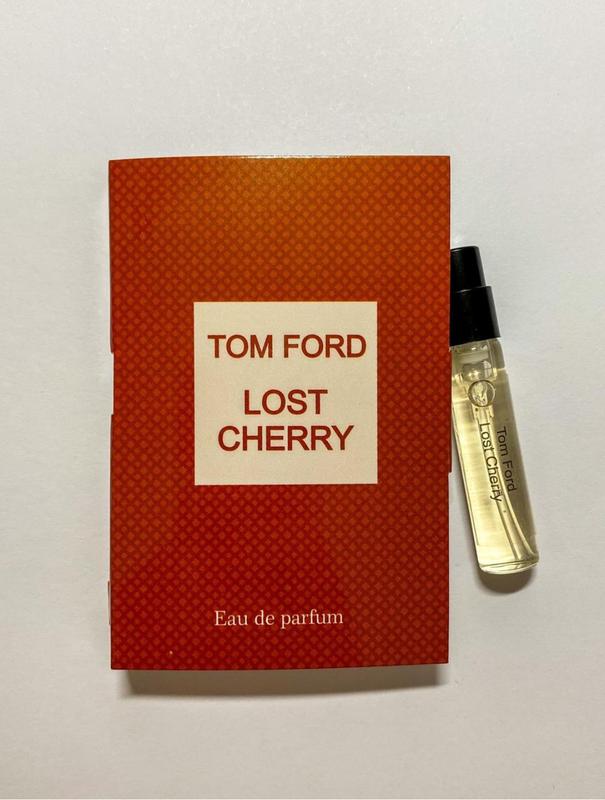 TOM FORD
LOST
CHERRY
Eau de parfum
Tom Ford
Lost Cherry